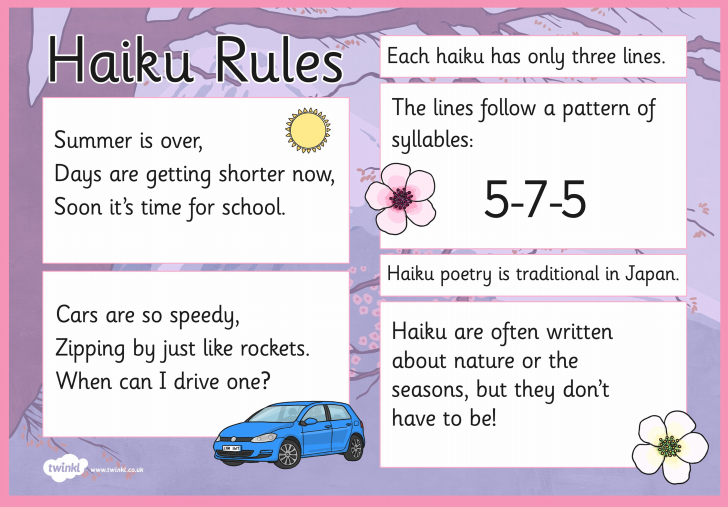 Haiku Rules
Summer is over,
Days are getting shorter now,
Soon it's time for school.
Cars are so speedy,
Zipping by just like rockets.
When can I drive one?
twinkl www.twinkl.co.uk
Each haiku has only three lines.
The lines follow a pattern of
syllables:
5-7-5
Haiku poetry is traditional in Japan.
Haiku are often written
about nature or the
seasons, but they don't
have to be!